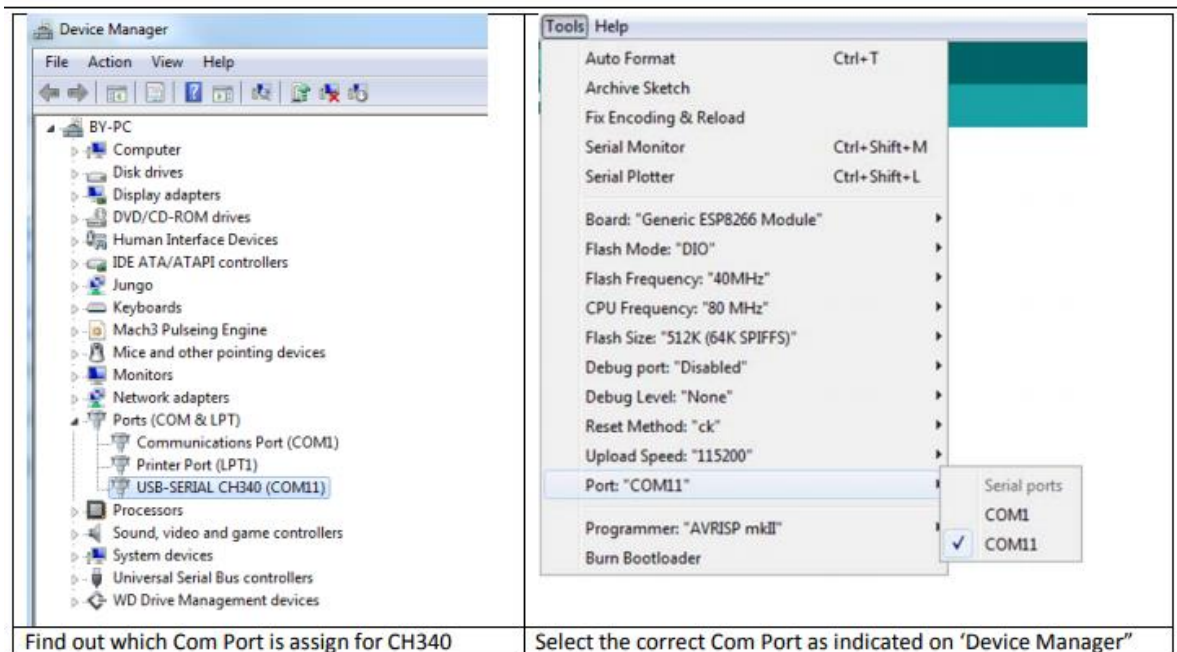 Device Manager
File Action View Help
BY-PC
Computer
Disk drives
Display adapters
DVD/CD-ROM drives
Human Interface Devices
IDE ATA/ATAPI controllers
Jungo
Keyboards
Mach3 Pulseing Engine
Mice and other pointing devices
Monitors
Network adapters
Ports (COM & LPT)
Communications Port (COM1)
Printer Port (LPT1)
USB-SERIAL CH340 (COM11)
Processors
Sound, video and game controllers
System devices
Universal Serial Bus controllers
WD Drive Management devices
Find out which Com Port is assign for CH340
Tools Help
Auto Format Ctrl+T
Archive Sketch
Fix Encoding & Reload
Serial Monitor Ctrl+Shift+M
Serial Plotter Ctrl+Shift+L
Board: "Generic ESP8266 Module"
Flash Mode: "DIO"
Flash Frequency: "40MHz"
CPU Frequency: "80 MHz"
Flash Size: "512K (64K SPIFFS)"
Debug port: "Disabled"
Debug Level: "None"
Reset Method: "ck"
Upload Speed: "115200"
Port: "COM11"
Serial ports
COM1
COM11
Programmer: "AVRISP mkII"
Burn Bootloader
Select the correct Com Port as indicated on ‘Device Manager”